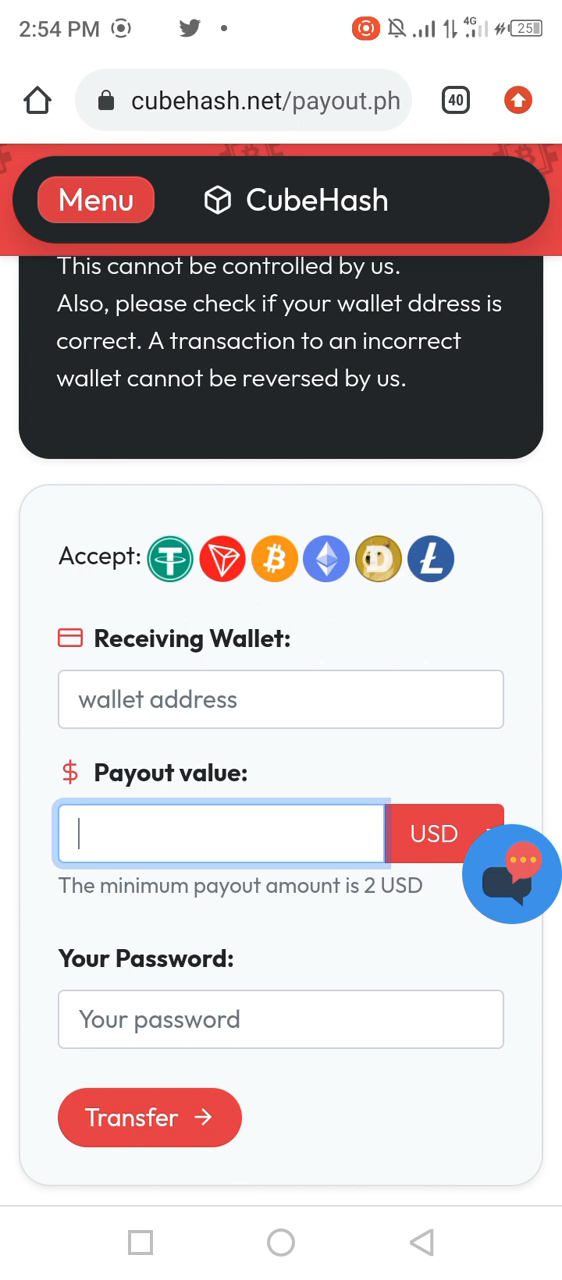 2:54 PM
4G
25
cubehash.net/payout.ph
40
Menu
CubeHash
This cannot be controlled by us.
Also, please check if your wallet ddress is
correct. A transaction to an incorrect
wallet cannot be reversed by us.
Accept:
Receiving Wallet:
wallet address
$ Payout value:
USD
The minimum payout amount is 2 USD
Your Password:
Your password
Transfer →